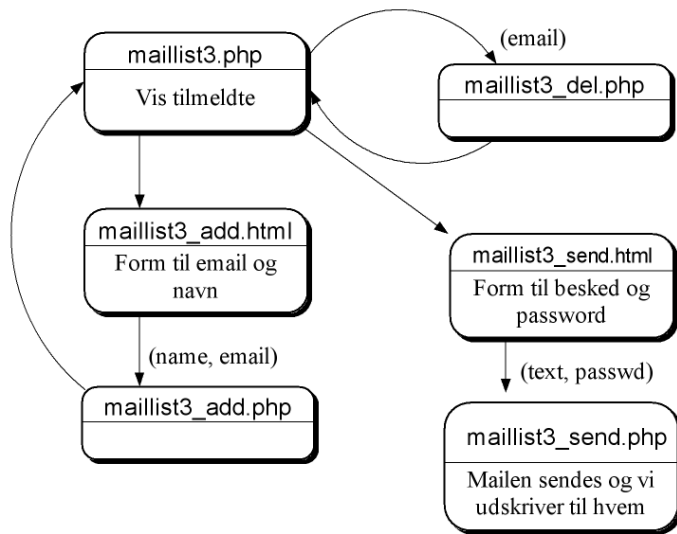 maillist3.php
Vis tilmeldte
(email)
maillist3_del.php
maillist3_add.html
Form til email og
navn
(name, email)
maillist3_add.php
maillist3_send.html
Form til besked og
password
(text, passwd)
maillist3_send.php
Mailen sendes og vi
udskriver til hvem